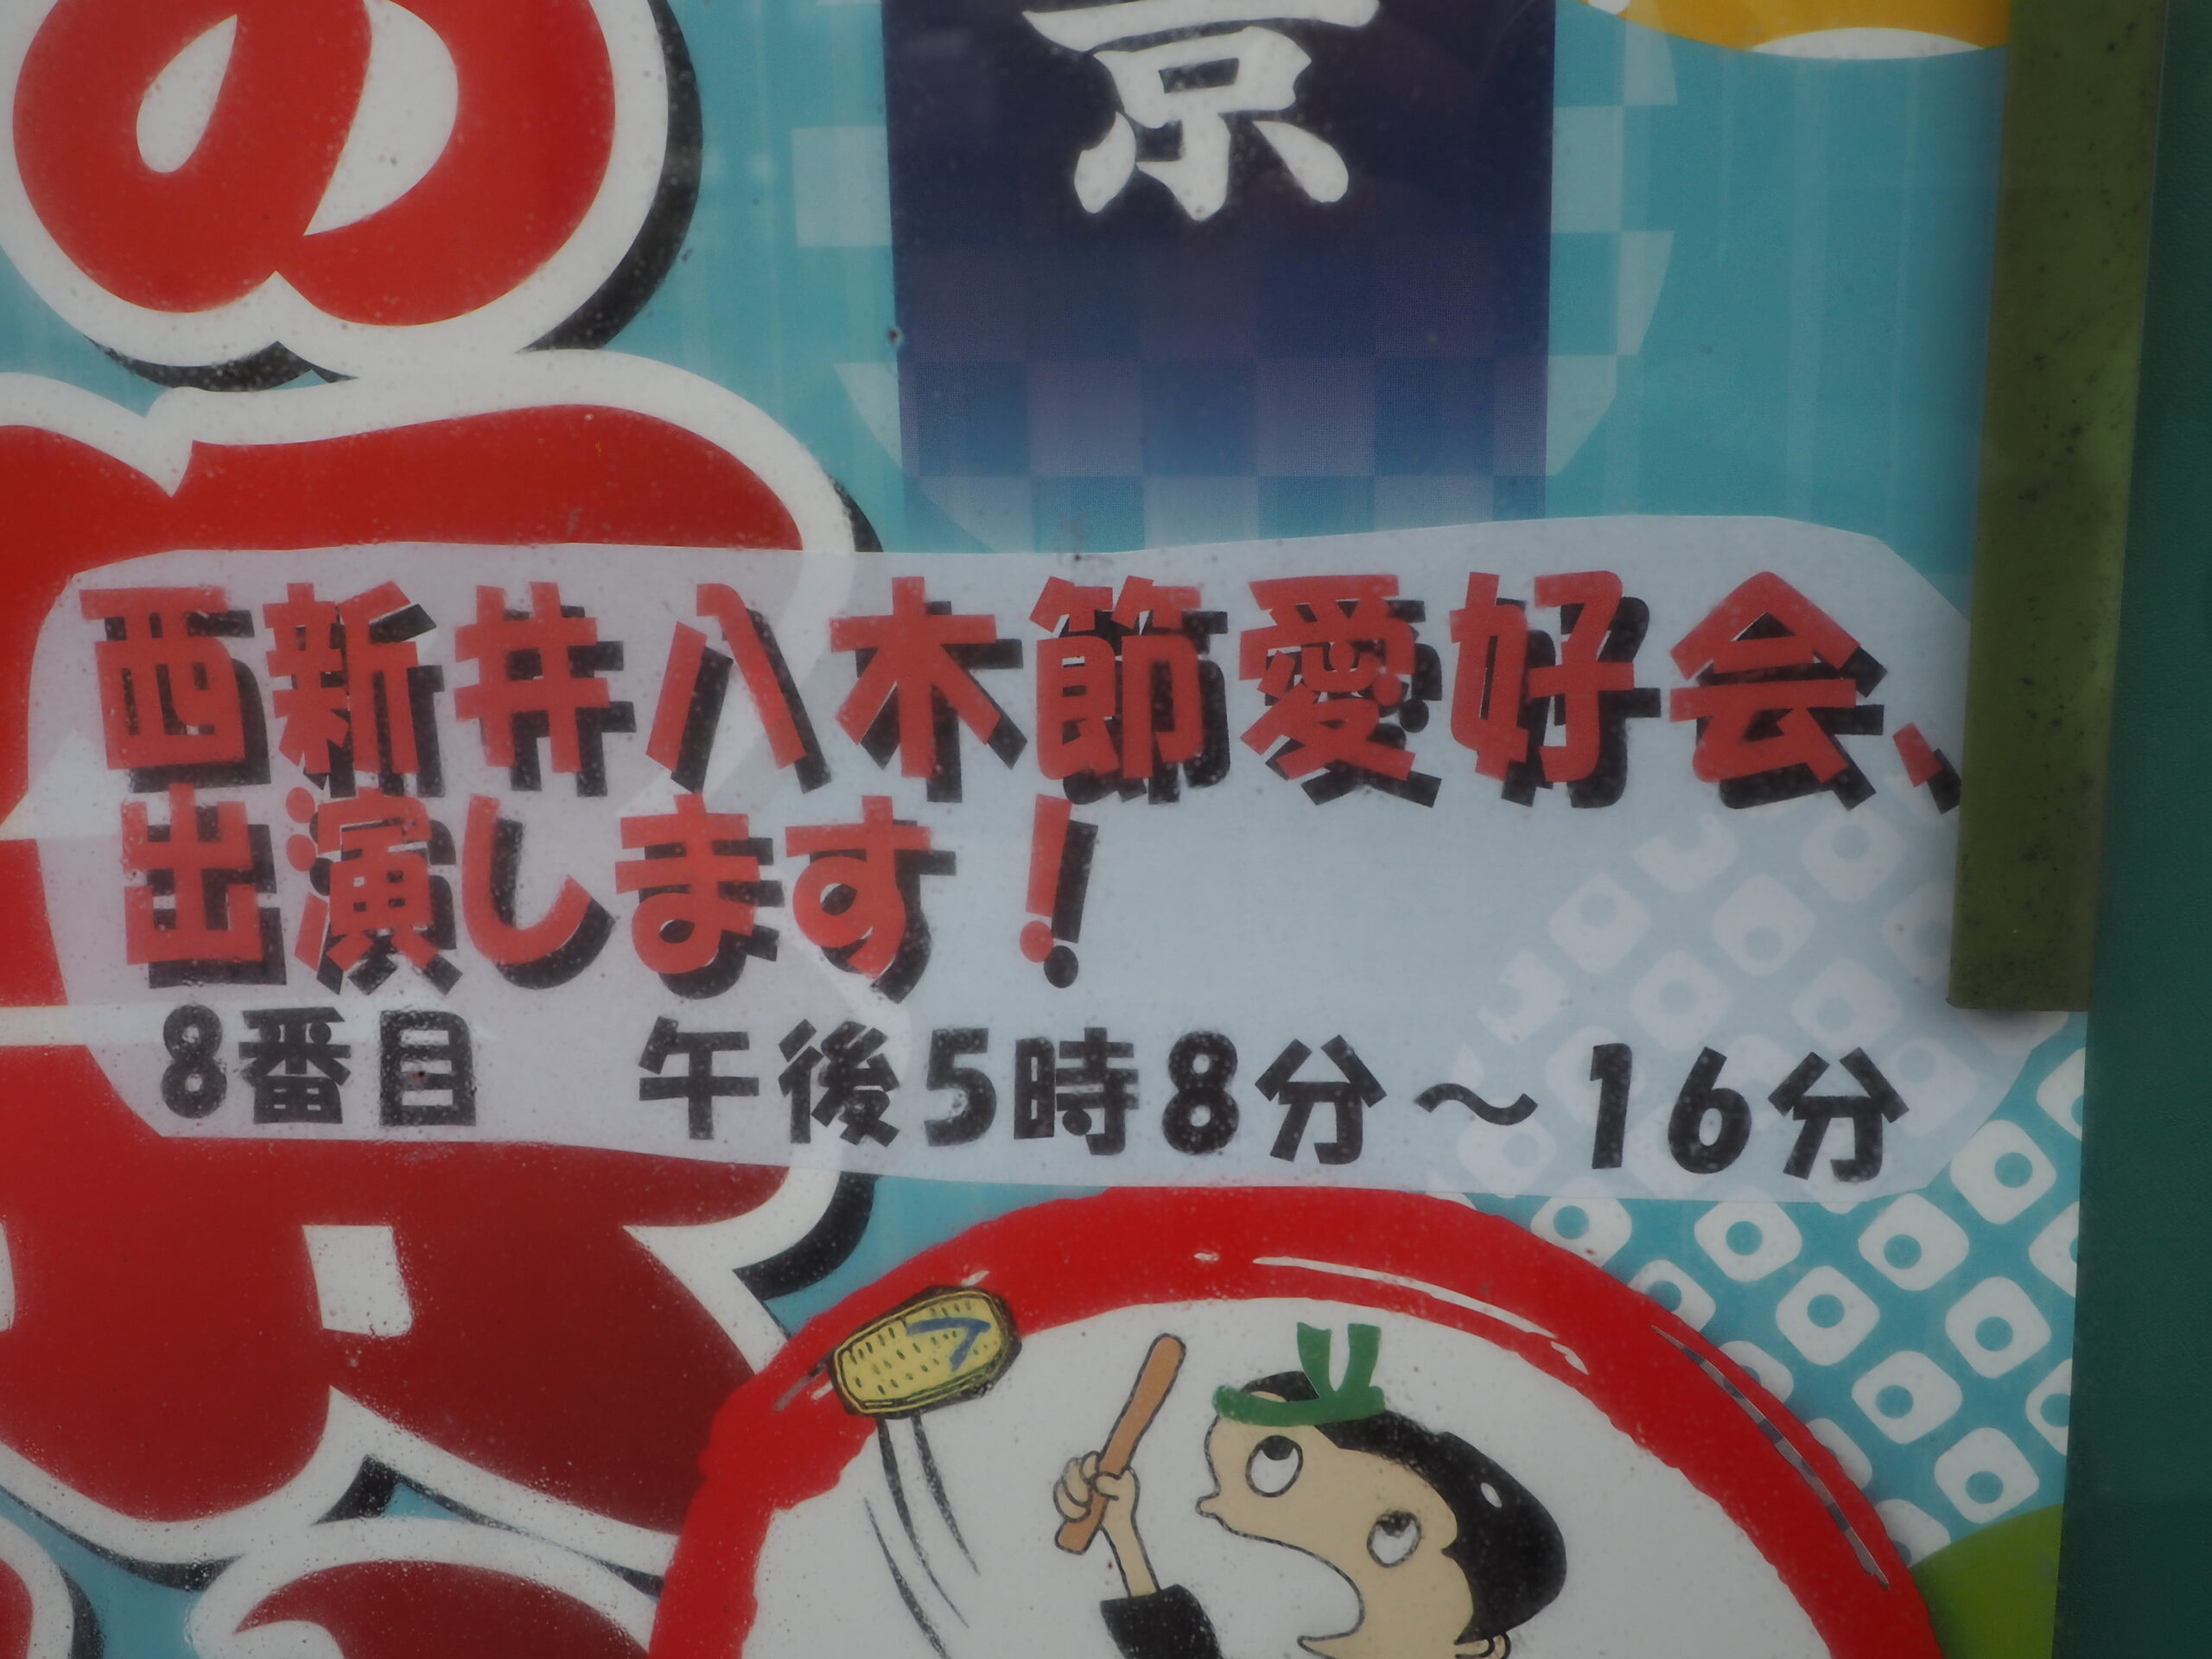 の
京
西新井八木節愛好会、
出演します！
8番目　午後5時8分～16分